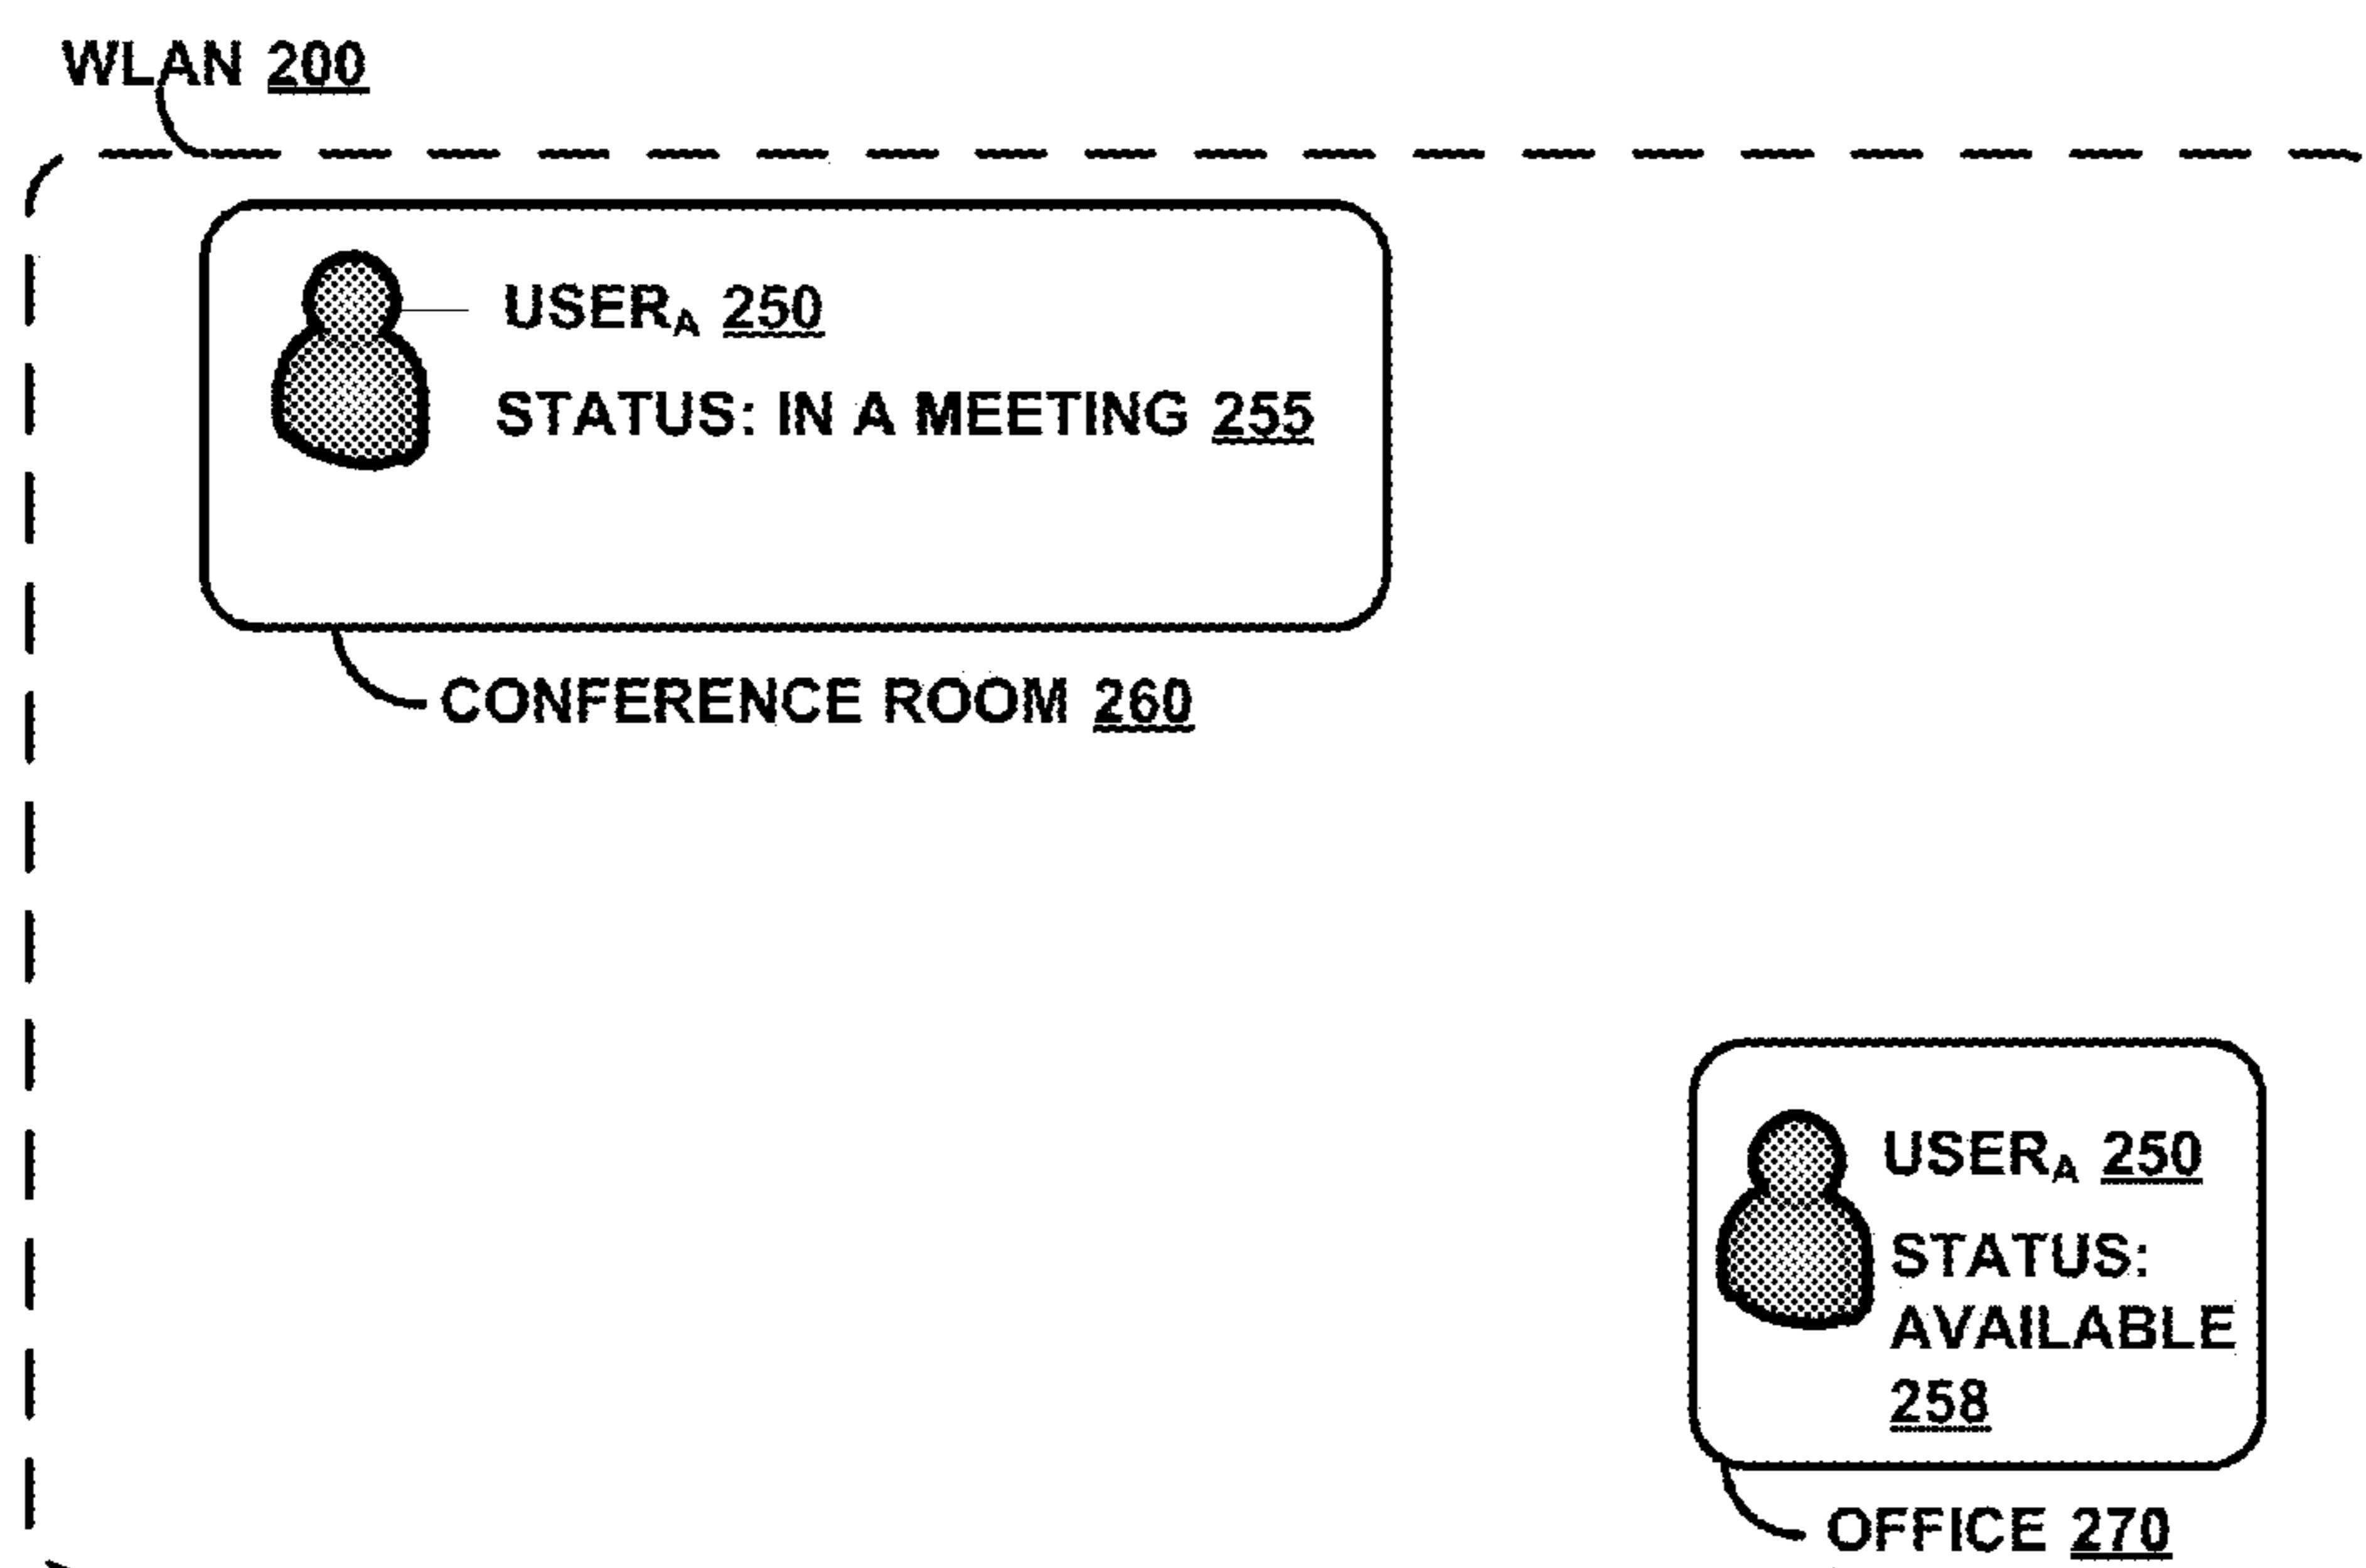 WLAN 200
USERA 250
STATUS: IN A MEETING 255
CONFERENCE ROOM 260
USERA 250
STATUS:
AVAILABLE
258
OFFICE 270